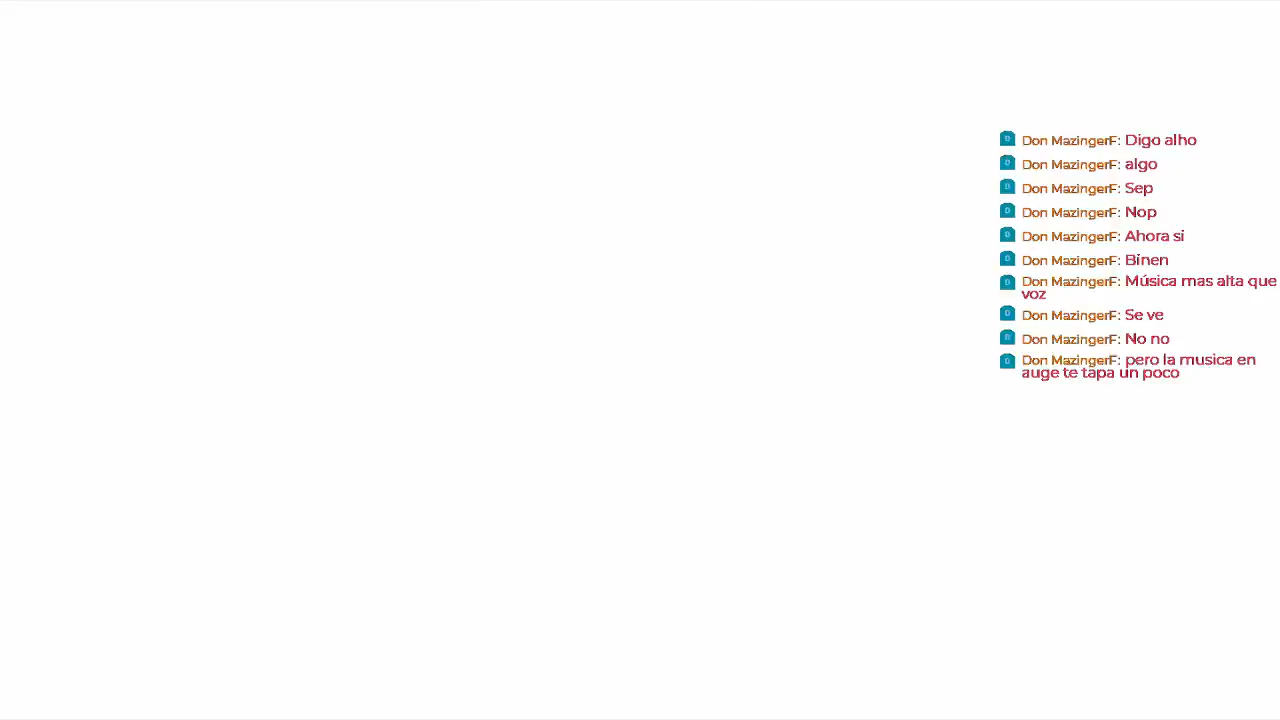 Don MazingerF: Digo alho
Don MazingerF: algo
Don MazingerF: Sep
Don MazingerF: Nop
Don MazingerF: Ahora si
Don MazingerF: Binen
Don MazingerF: Música mas alta que
voz
Don MazingerF: Se ve
Don MazingerF: No no
Don MazingerF: pero la musica en
auge te tapa un poco